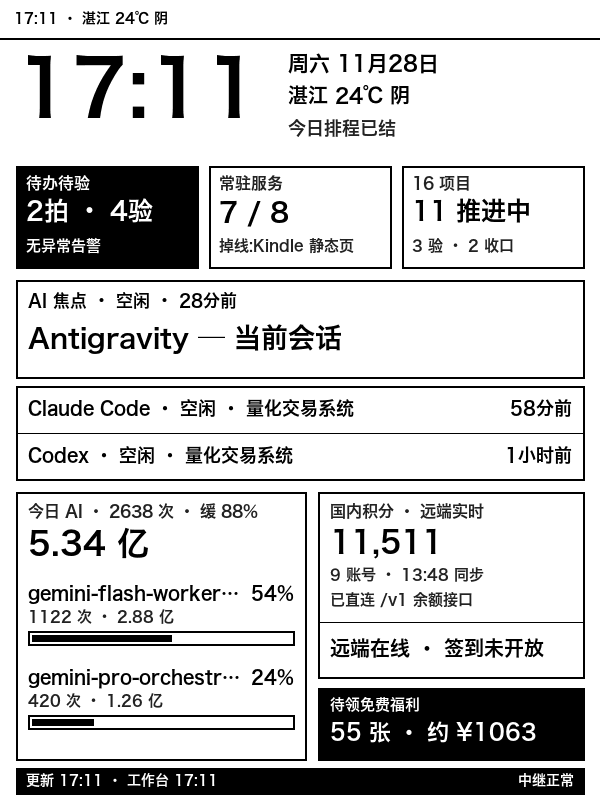 17:11 · 湛江 24℃ 阴
17:11
周六 11月28日
湛江 24℃ 阴
今日排程已结
待办待验
2拍 · 4验
无异常告警
常驻服务
7 / 8
掉线:Kindle 静态页
16 项目
11 推进中
3 验 · 2 收口
AI 焦点 · 空闲 · 28分前
Antigravity — 当前会话
Claude Code · 空闲 · 量化交易系统 58分前
Codex · 空闲 · 量化交易系统 1小时前
今日 AI · 2638 次 · 缓 88%
5.34 亿
gemini-flash-worker… 54%
1122 次 · 2.88 亿
gemini-pro-orchestr… 24%
420 次 · 1.26 亿
国内积分 · 远端实时
11,511
9 账号 · 13:48 同步
已直连 /v1 余额接口
远端在线 · 签到未开放
待领免费福利
55 张 · 约 ¥1063
更新 17:11 · 工作台 17:11 中继正常